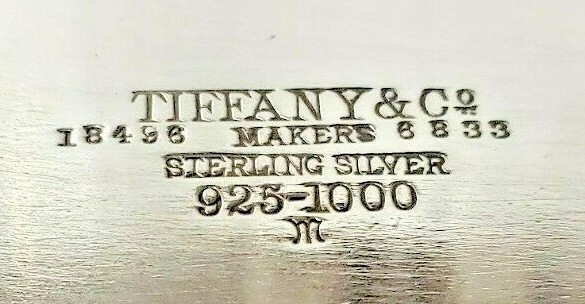 TIFFANY & Co
18496 MAKERS 6833
STERLING SILVER
925-1000
m